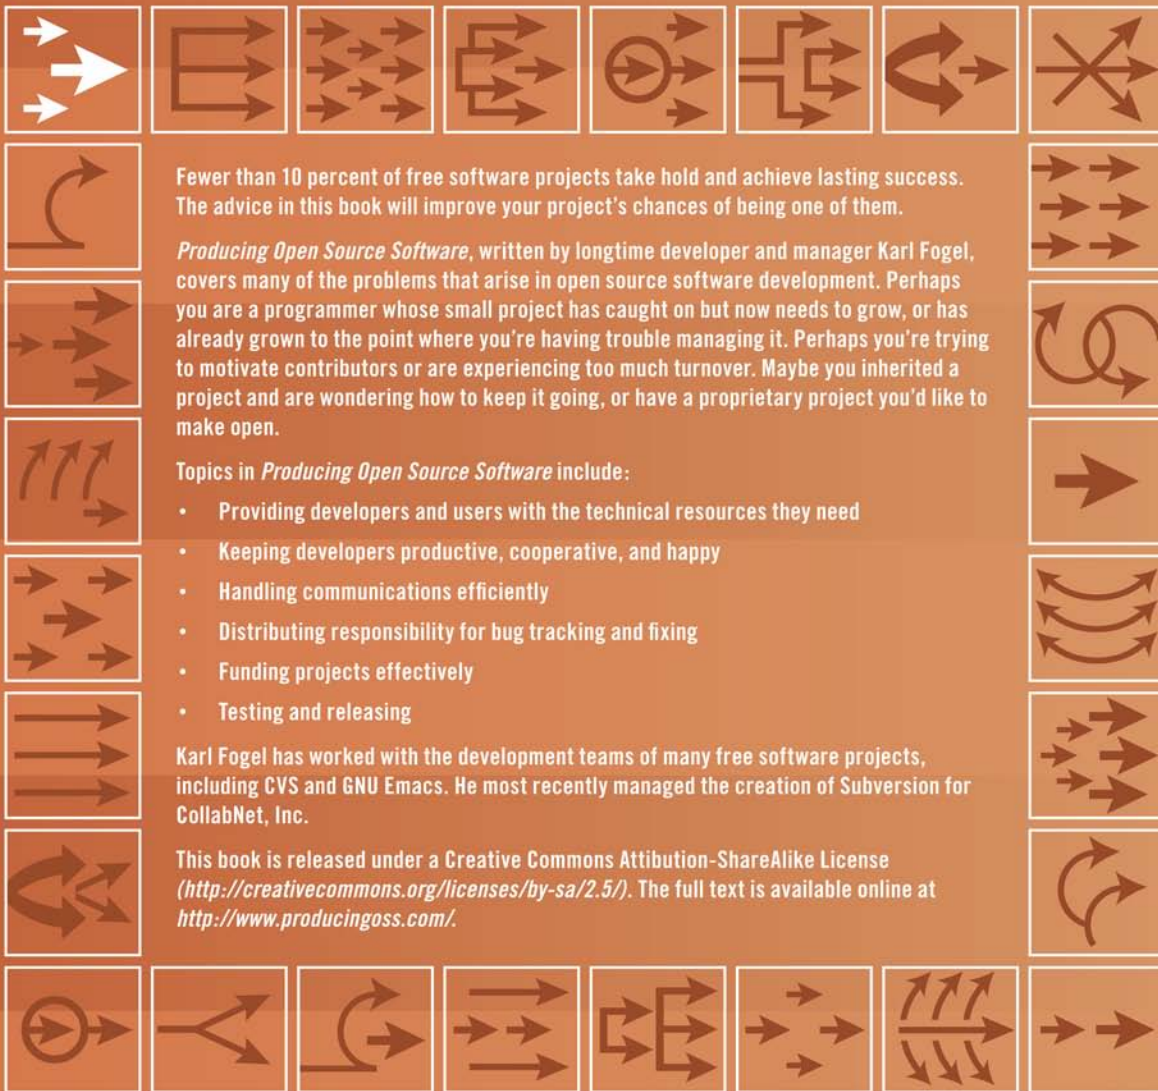 Fewer than 10 percent of free software projects take hold and achieve lasting success.
The advice in this book will improve your project's chances of being one of them.
Producing Open Source Software, written by longtime developer and manager Karl Fogel,
covers many of the problems that arise in open source software development. Perhaps
you are a programmer whose small project has caught on but now needs to grow, or has
already grown to the point where you're having trouble managing it. Perhaps you're trying
to motivate contributors or are experiencing too much turnover. Maybe you inherited a
project and are wondering how to keep it going, or have a proprietary project you'd like to
make open.
Topics in Producing Open Source Software include:
• Providing developers and users with the technical resources they need
• Keeping developers productive, cooperative, and happy
• Handling communications efficiently
• Distributing responsibility for bug tracking and fixing
• Funding projects effectively
• Testing and releasing
Karl Fogel has worked with the development teams of many free software projects,
including CVS and GNU Emacs. He most recently managed the creation of Subversion for
CollabNet, Inc.
This book is released under a Creative Commons Attibution-ShareAlike License
(http://creativecommons.org/licenses/by-sa/2.5/). The full text is available online at
http://www.producingoss.com/.